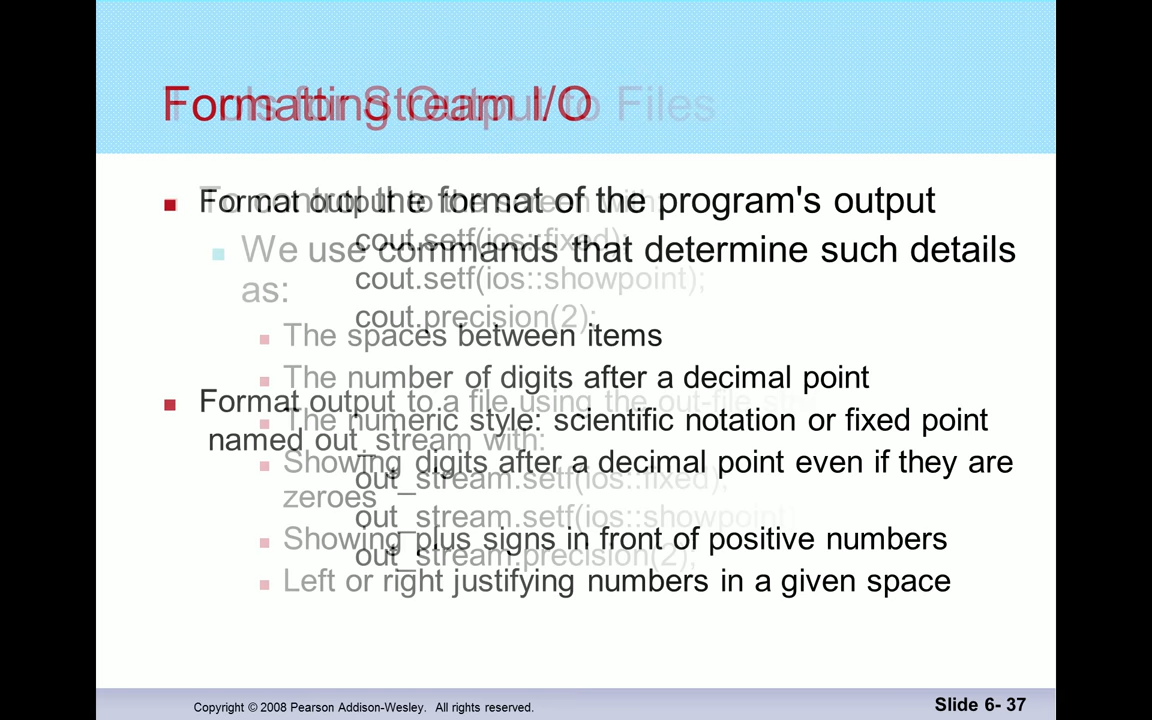 Tools for Stream I/O
To control the format of the program's output
We use commands that determine such details
as:
The spaces between items
The number of digits after a decimal point
The numeric style: scientific notation or fixed point
Showing digits after a decimal point even if they are
zeroes
Showing plus signs in front of positive numbers
Left or right justifying numbers in a given space
Formatting Output to Files
Format output to the screen with:
cout.setf(ios::fixed);
cout.setf(ios::showpoint);
cout.precision(2);
Format output to a file using the out-file
named out_stream with:
out_stream.setf(ios::fixed);
out_stream.setf(ios::showpoint);
out_stream.precision(2);
Copyright © 2008 Pearson Addison-Wesley. All rights reserved.
Slide 6- 37